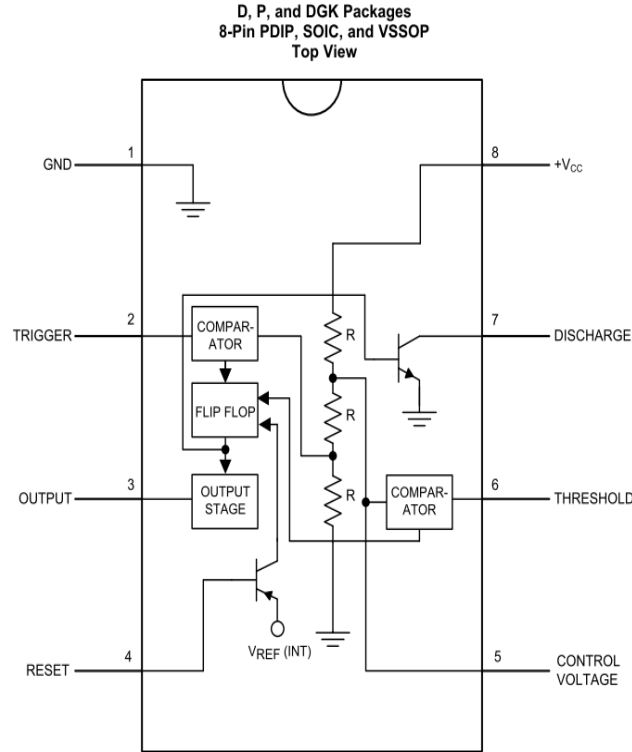 D, P, and DGK Packages
8-Pin PDIP, SOIC, and VSSOP
Top View
1
GND
8
+VCC
2
TRIGGER
COMPAR-
ATOR
R
7
DISCHARGE
FLIP FLOP
R
3
OUTPUT
OUTPUT
STAGE
R
COMPAR-
ATOR
6
THRESHOLD
4
RESET
VREF (INT)
5
CONTROL
VOLTAGE